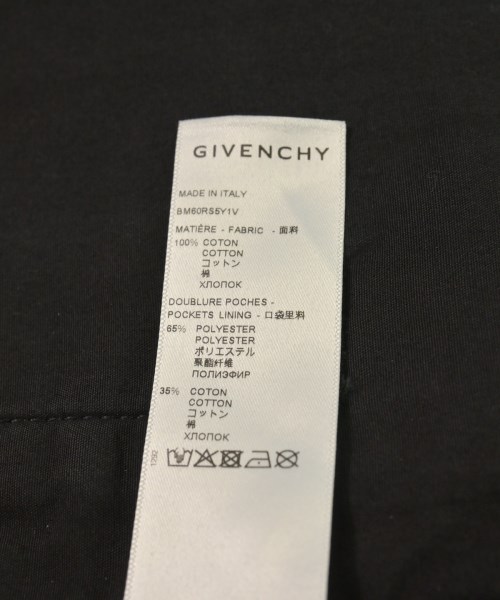 GIVENCHY
MADE IN ITALY
BM60RS5Y1V
MATIÈRE - FABRIC - 面料
100% COTON
COTTON
コットン
棉
ХЛОПОК
DOUBLURE POCHES -
POCKETS LINING - 口袋里料
65% POLYESTER
POLYESTER
ポリエステル
聚酯纤维
ПОЛИЭФИР
35% COTON
COTTON
コットン
棉
ХЛОПОК